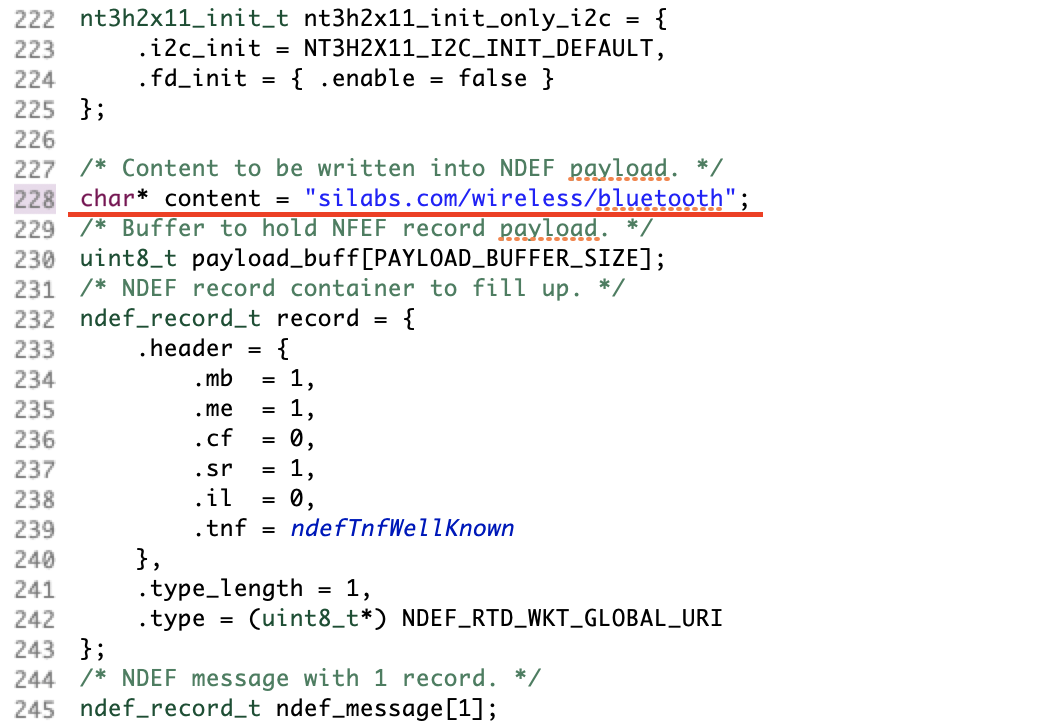 222 nt3h2x11_init_t nt3h2x11_init_only_i2c = {
223     .i2c_init = NT3H2X11_I2C_INIT_DEFAULT,
224     .fd_init = { .enable = false }
225 };
226
227 /* Content to be written into NDEF payload. */
228 char* content = "silabs.com/wireless/bluetooth";
229 /* Buffer to hold NFEF record payload. */
230 uint8_t payload_buff[PAYLOAD_BUFFER_SIZE];
231 /* NDEF record container to fill up. */
232 ndef_record_t record = {
233     .header = {
234         .mb  = 1,
235         .me  = 1,
236         .cf  = 0,
237         .sr  = 1,
238         .il  = 0,
239         .tnf = ndefTnfWellKnown
240     },
241     .type_length = 1,
242     .type = (uint8_t*) NDEF_RTD_WKT_GLOBAL_URI
243 };
244 /* NDEF message with 1 record. */
245 ndef_record_t ndef_message[1];